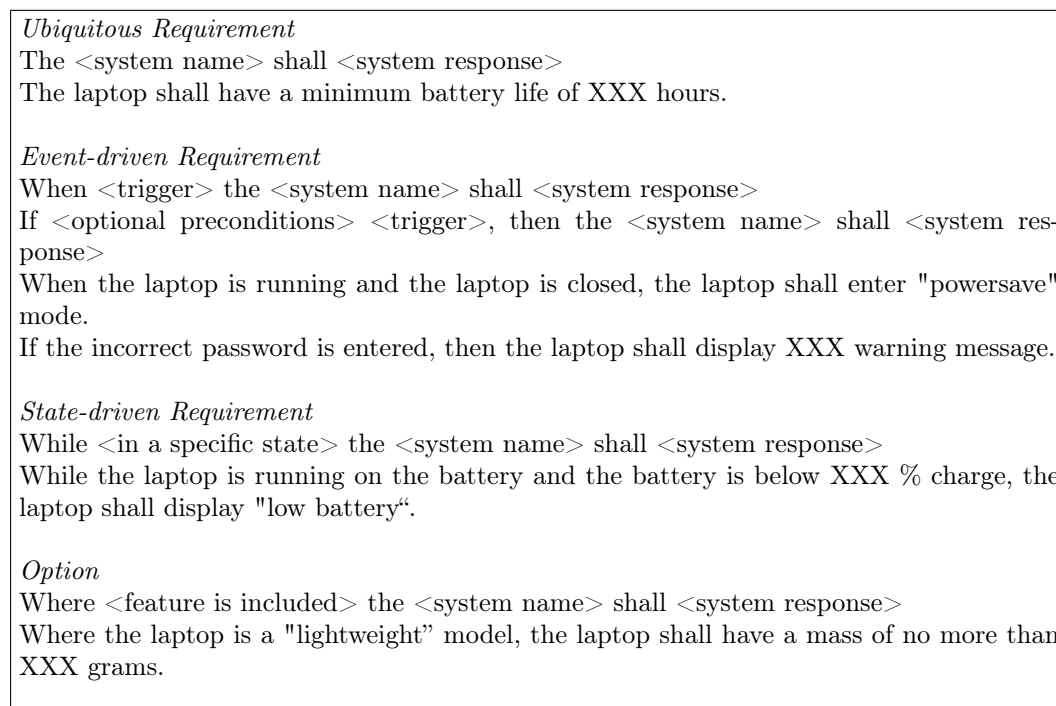 Ubiquitous Requirement
The <system name> shall <system response>
The laptop shall have a minimum battery life of XXX hours.
Event-driven Requirement
When <trigger> the <system name> shall <system response>
If <optional preconditions> <trigger>, then the <system name> shall <system res-
ponse>
When the laptop is running and the laptop is closed, the laptop shall enter "powersave"
mode.
If the incorrect password is entered, then the laptop shall display XXX warning message.
State-driven Requirement
While <in a specific state> the <system name> shall <system response>
While the laptop is running on the battery and the battery is below XXX % charge, the
laptop shall display "low battery“.
Option
Where <feature is included> the <system name> shall <system response>
Where the laptop is a "lightweight” model, the laptop shall have a mass of no more than
XXX grams.